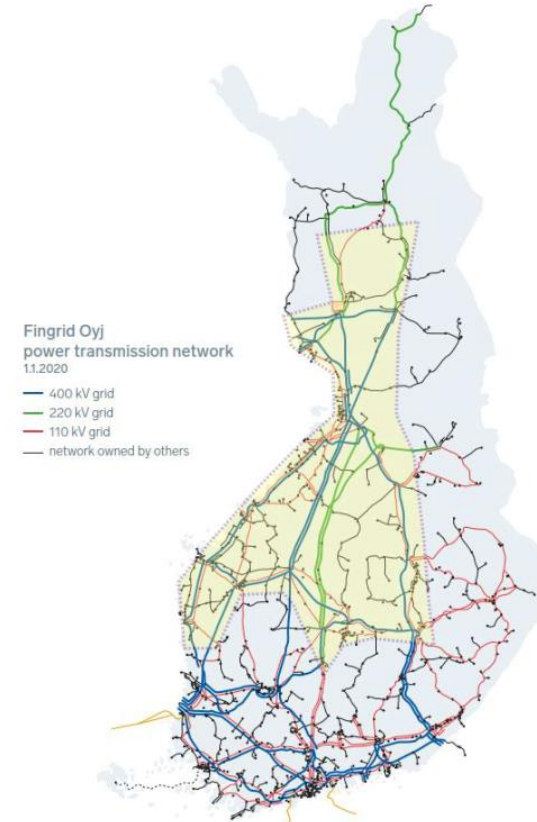 Fingrid Oyj
power transmission network
1.1.2020
400 kV grid
220 kV grid
110 kV grid
network owned by others